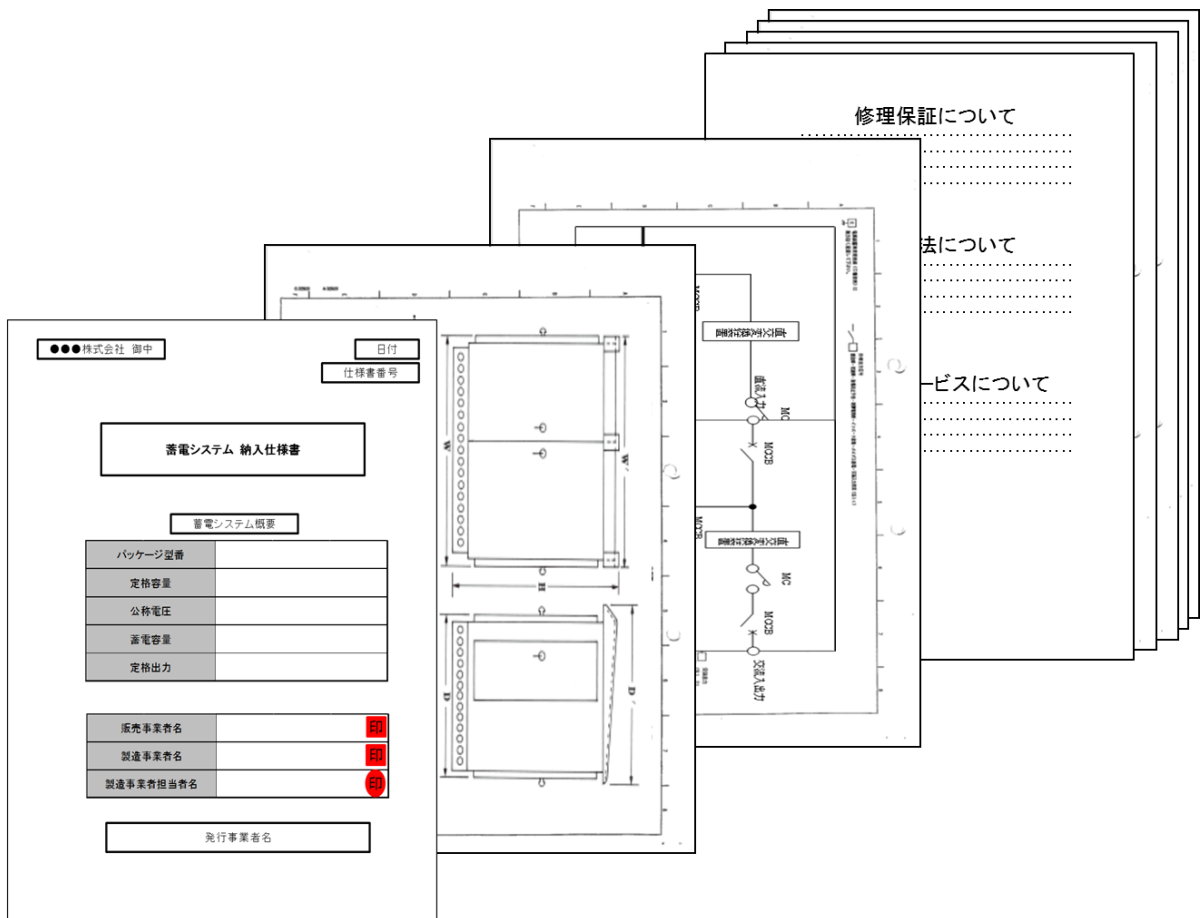 ●●●株式会社 御中
日付
仕様書番号
蓄電システム 納入仕様書
蓄電システム概要
パッケージ型番
定格容量
公称電圧
蓄電容量
定格出力
販売事業者名
印
製造事業者名
印
製造事業者担当者名
印
発行事業者名
W
W´
H
D
D´
MCCB
直流入力
MC
MCCB
MCCB
MC
MCCB
交流入出力
修理保証について
法について
ービスについて